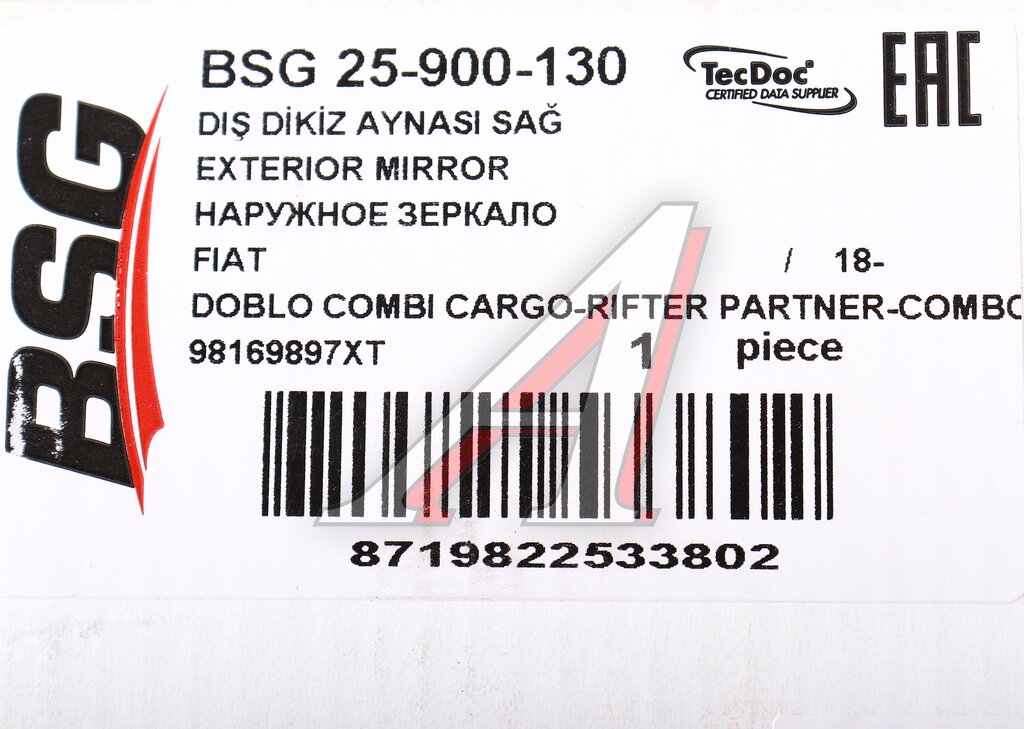 BSG
BSG 25-900-130
TecDoc
CERTIFIED DATA SUPPLIER
EAC
DIŞ DİKİZ AYNASI SAĞ
EXTERIOR MIRROR
НАРУЖНОЕ ЗЕРКАЛО
FIAT / 18-
DOBLO COMBI CARGO-RIFTER PARTNER-COMBO
98169897XT 1 piece
8719822533802